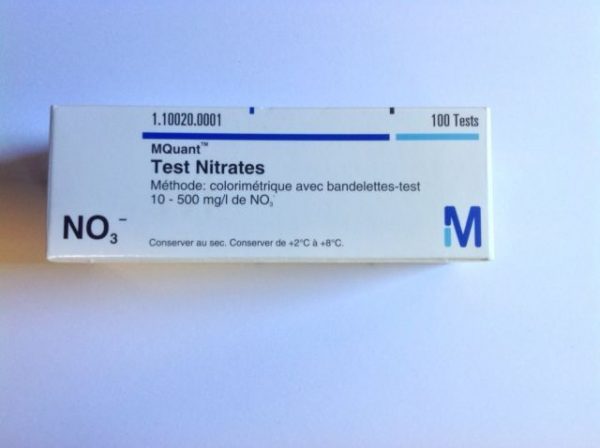 1.10020.0001 100 Tests
MQuant™
Test Nitrates
Méthode: colorimétrique avec bandelettes-test
10 - 500 mg/l de NO₃⁻
NO₃⁻
Conserver au sec. Conserver de +2°C à +8°C.
M